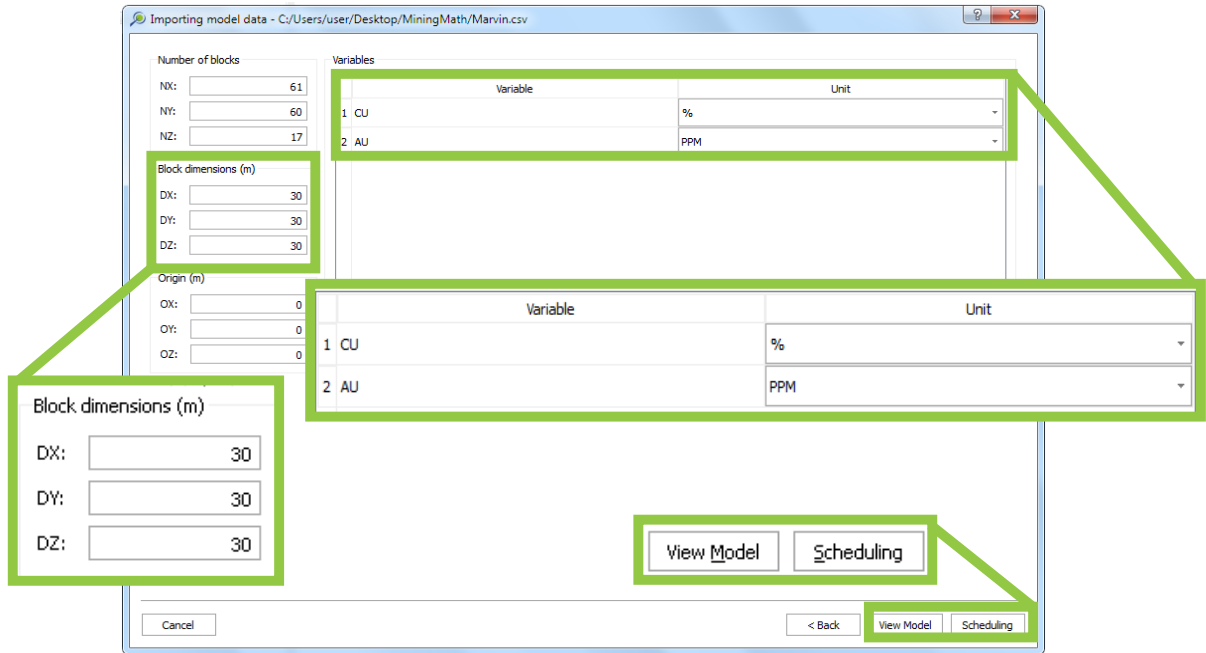 Importing model data - C:/Users/user/Desktop/MiningMath/Marvin.csv
Number of blocks
NX: 61
NY: 60
NZ: 17
Variables
Variable Unit
1 CU %
2 AU PPM
Block dimensions (m)
DX: 30
DY: 30
DZ: 30
Origin (m)
OX: 0
OY: 0
OZ: 0
Variable Unit
1 CU %
2 AU PPM
Block dimensions (m)
DX: 30
DY: 30
DZ: 30
View Model Scheduling
Cancel < Back View Model Scheduling